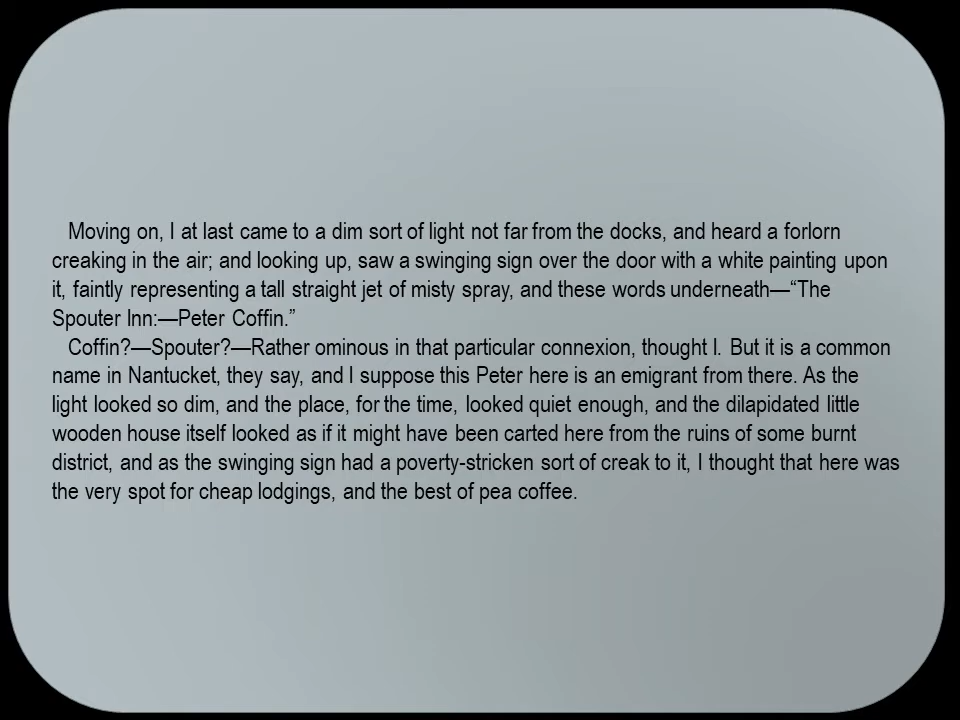 Moving on, I at last came to a dim sort of light not far from the docks, and heard a forlorn
creaking in the air; and looking up, saw a swinging sign over the door with a white painting upon
it, faintly representing a tall straight jet of misty spray, and these words underneath—“The
Spouter Inn:—Peter Coffin.”
Coffin?—Spouter?—Rather ominous in that particular connexion, thought I. But it is a common
name in Nantucket, they say, and I suppose this Peter here is an emigrant from there. As the
light looked so dim, and the place, for the time, looked quiet enough, and the dilapidated little
wooden house itself looked as if it might have been carted here from the ruins of some burnt
district, and as the swinging sign had a poverty-stricken sort of creak to it, I thought that here was
the very spot for cheap lodgings, and the best of pea coffee.